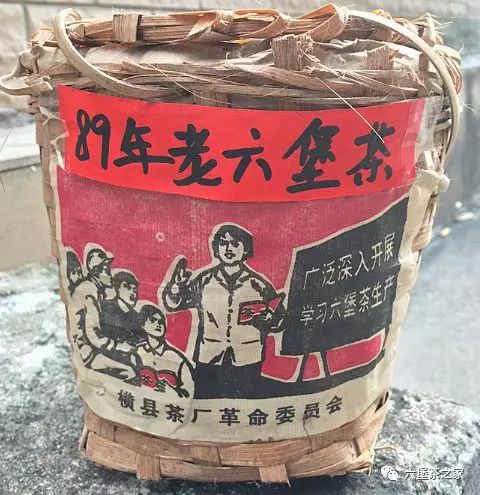 89年老六堡茶
广泛深入开展
学习六堡茶生产
横县茶厂革命委员会
六堡茶之家